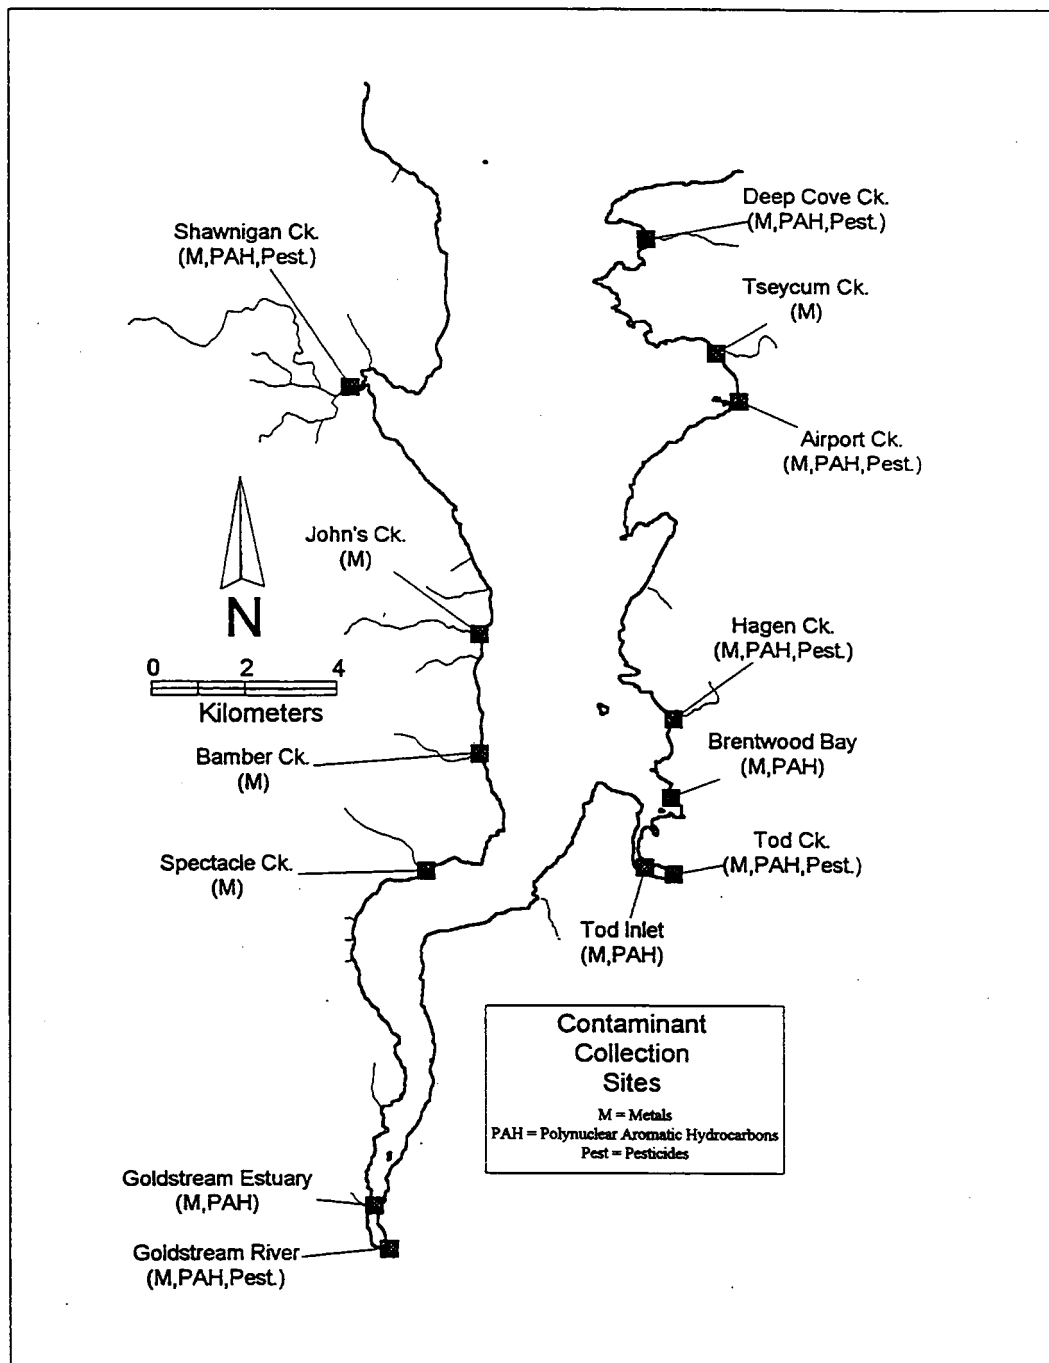 Deep Cove Ck.
(M,PAH,Pest.)
Shawnigan Ck.
(M,PAH,Pest.)
Tseycum Ck.
(M)
Airport Ck.
(M,PAH,Pest.)
John's Ck.
(M)
N
0 2 4
Kilometers
Hagen Ck.
(M,PAH,Pest.)
Brentwood Bay
(M,PAH)
Bamber Ck.
(M)
Tod Ck.
(M,PAH,Pest.)
Spectacle Ck.
(M)
Tod Inlet
(M,PAH)
Contaminant
Collection
Sites
M = Metals
PAH = Polynuclear Aromatic Hydrocarbons
Pest = Pesticides
Goldstream Estuary
(M,PAH)
Goldstream River
(M,PAH,Pest.)